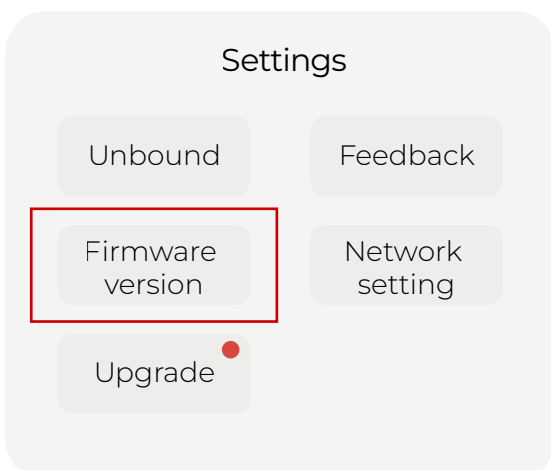 Settings
Unbound
Feedback
Firmware
version
Network
setting
Upgrade